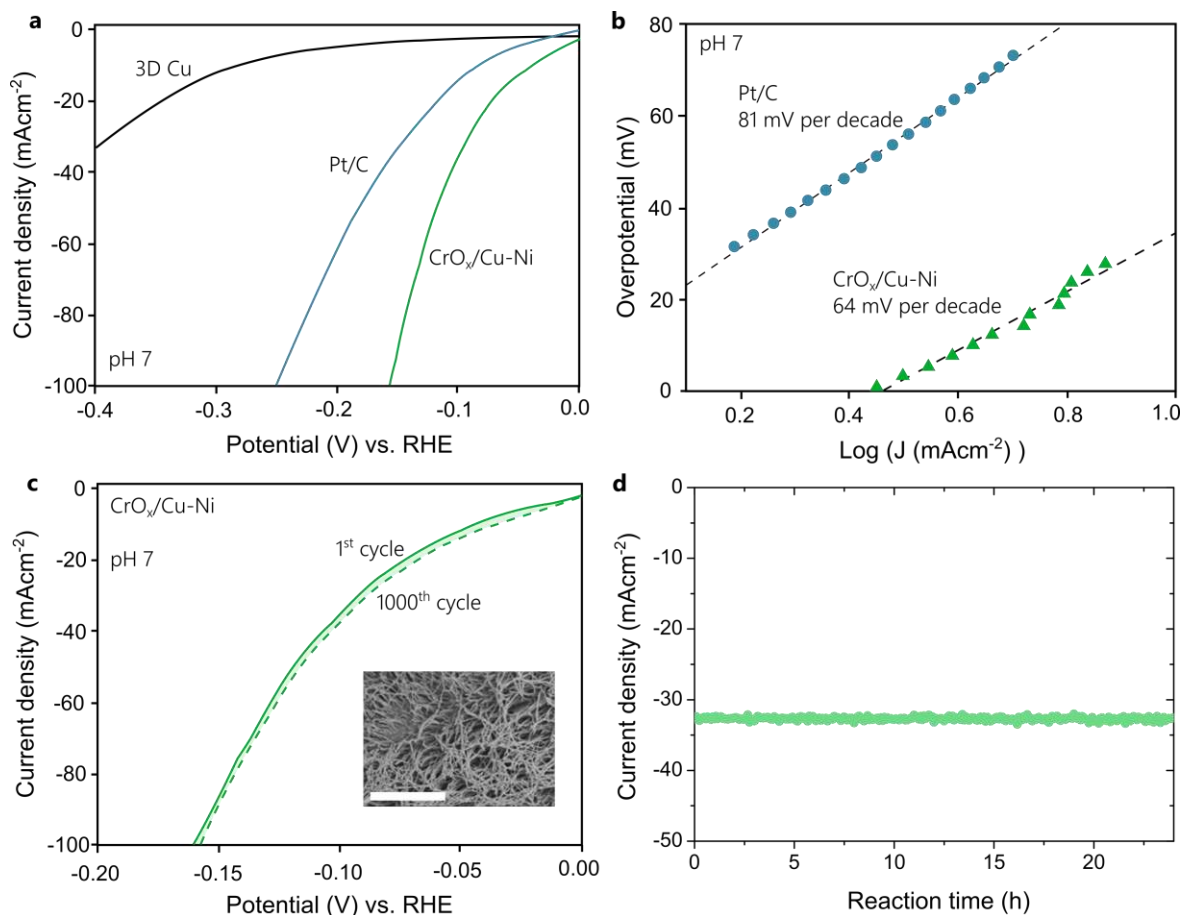 a
0
-20
-40
-60
-80
-100
-0.4
-0.3
-0.2
-0.1
0.0
Current density (mAcm-2)
Potential (V) vs. RHE
3D Cu
Pt/C
CrOx/Cu-Ni
pH 7
b
80
60
40
20
0
0.2
0.4
0.6
0.8
1.0
Overpotential (mV)
Log (J (mAcm-2) )
pH 7
Pt/C
81 mV per decade
CrOx/Cu-Ni
64 mV per decade
c
0
-20
-40
-60
-80
-100
-0.20
-0.15
-0.10
-0.05
0.00
Current density (mAcm-2)
Potential (V) vs. RHE
CrOx/Cu-Ni
pH 7
1st cycle
1000th cycle
d
0
-10
-20
-30
-40
-50
0
5
10
15
20
Current density (mAcm-2)
Reaction time (h)